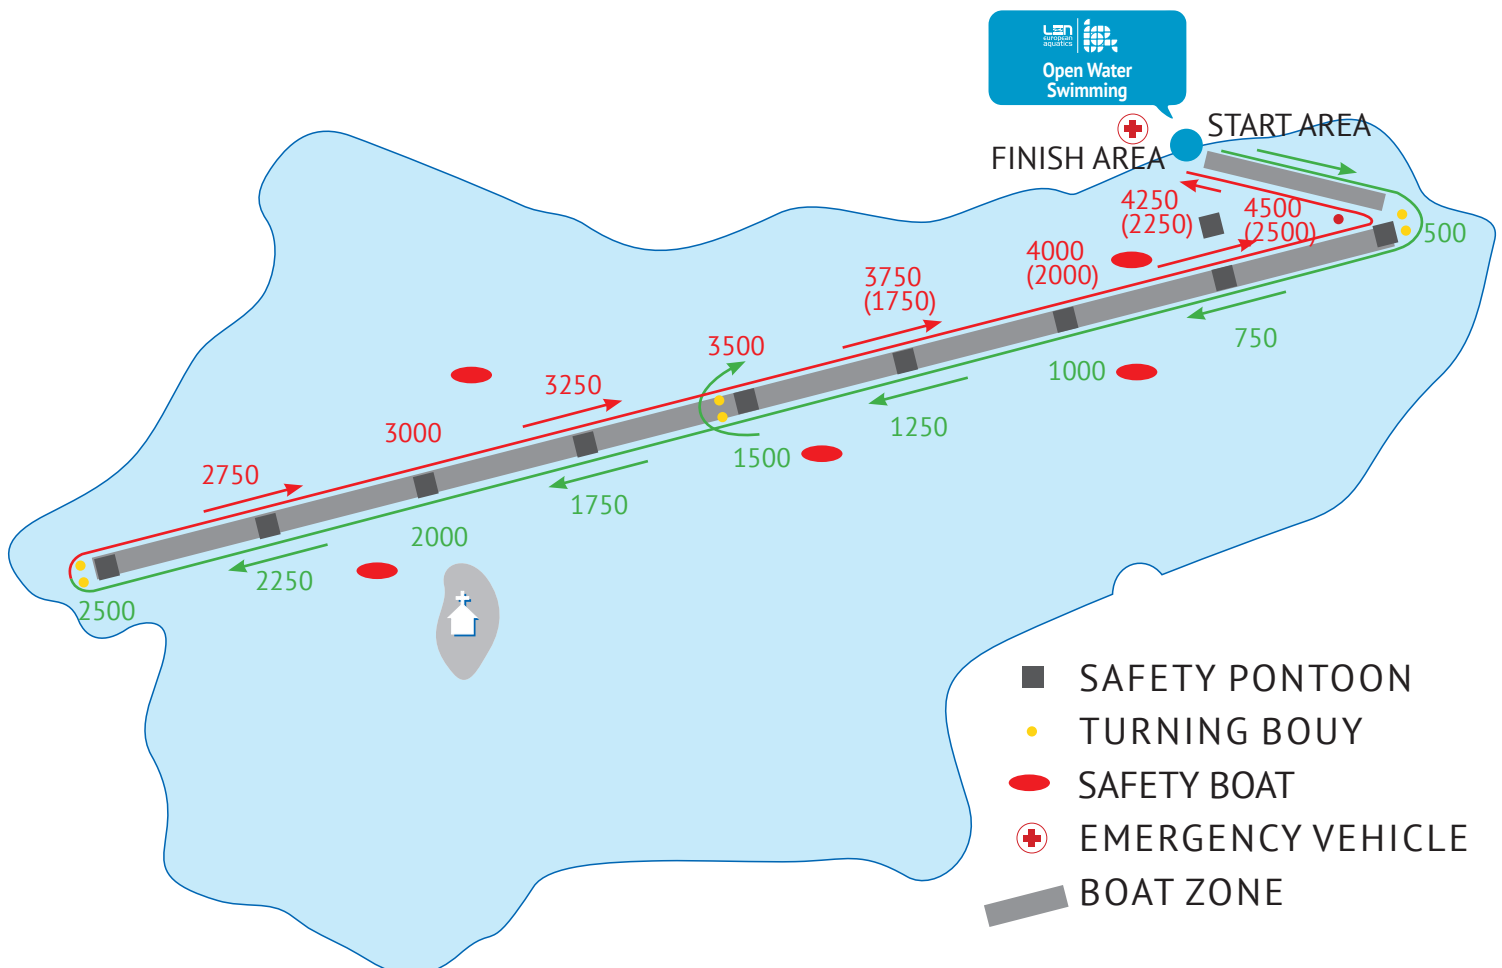 LEN
european
aquatics
Open Water
Swimming
START AREA
FINISH AREA
4250
(2250)
4500
(2500)
500
4000
(2000)
3750
(1750)
750
3500
1000
3250
1250
3000
1500
2750
1750
2000
2250
2500
SAFETY PONTOON
TURNING BOUY
SAFETY BOAT
EMERGENCY VEHICLE
BOAT ZONE